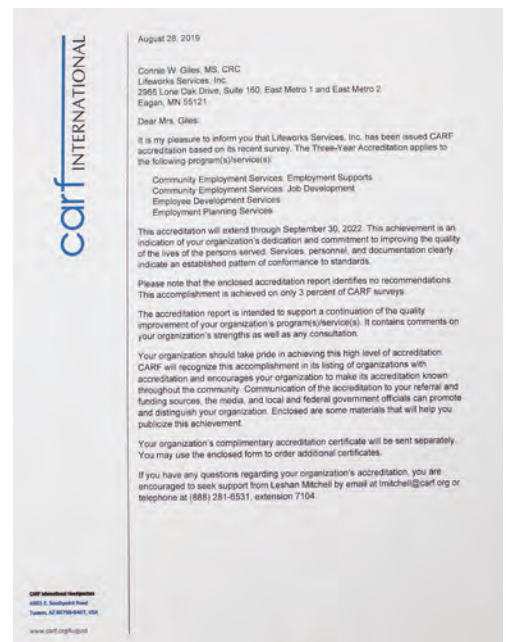 carf INTERNATIONAL
August 28, 2019
Connie W. Giles, MS, CRC
Lifeworks Services, Inc.
2965 Lone Oak Drive, Suite 160, East Metro 1 and East Metro 2
Eagan, MN 55121
Dear Mrs. Giles:
It is my pleasure to inform you that Lifeworks Services, Inc. has been issued CARF
accreditation based on its recent survey. The Three-Year Accreditation applies to
the following program(s)/service(s):
Community Employment Services: Employment Supports
Community Employment Services: Job Development
Employee Development Services
Employment Planning Services
This accreditation will extend through September 30, 2022. This achievement is an
indication of your organization's dedication and commitment to improving the quality
of the lives of the persons served. Services, personnel, and documentation clearly
indicate an established pattern of conformance to standards.
Please note that the enclosed accreditation report identifies no recommendations.
This accomplishment is achieved on only 3 percent of CARF surveys.
The accreditation report is intended to support a continuation of the quality
improvement of your organization's program(s)/service(s). It contains comments on
your organization's strengths as well as any consultation.
Your organization should take pride in achieving this high level of accreditation.
CARF will recognize this accomplishment in its listing of organizations with
accreditation and encourages your organization to make its accreditation known
throughout the community. Communication of the accreditation to your referral and
funding sources, the media, and local and federal government officials can promote
and distinguish your organization. Enclosed are some materials that will help you
publicize this achievement.
Your organization's complimentary accreditation certificate will be sent separately.
You may use the enclosed form to order additional certificates.
If you have any questions regarding your organization's accreditation, you are
encouraged to seek support from Leshan Mitchell by email at lmitchell@carf.org or
telephone at (888) 281-6531, extension 7104.
CARF International Headquarters
6951 E. Southpoint Road
Tucson, AZ 85756-9407, USA